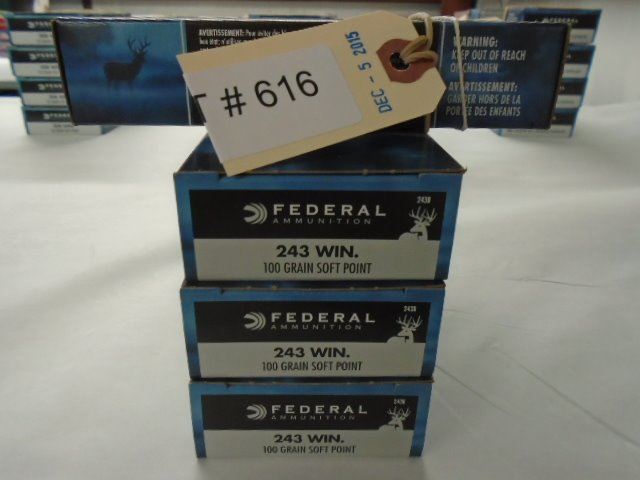 # 616
DEC - 5 2015
WARNING:
KEEP OUT OF REACH
OF CHILDREN
AVERTISSEMENT:
GARDER HORS DE LA
PORTÉE DES ENFANTS
FEDERAL
AMMUNITION
243B
243 WIN.
100 GRAIN SOFT POINT
FEDERAL
AMMUNITION
243B
243 WIN.
100 GRAIN SOFT POINT
FEDERAL
AMMUNITION
243B
243 WIN.
100 GRAIN SOFT POINT